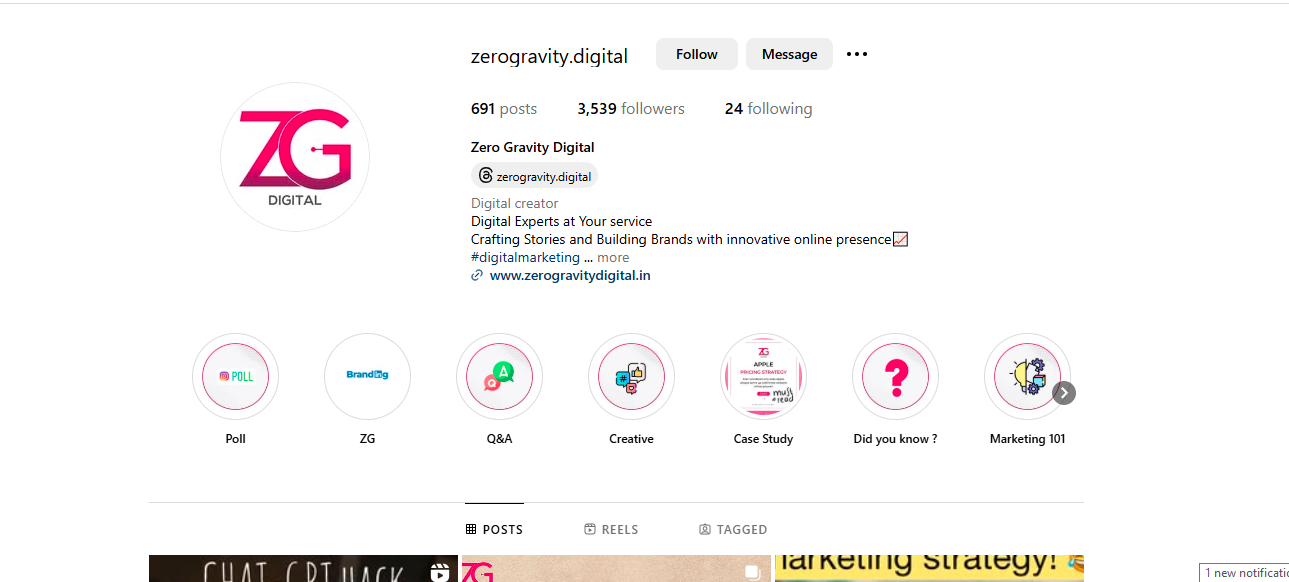 zerogravity.digital Follow Message
691 posts 3,539 followers 24 following
ZG
DIGITAL
Zero Gravity Digital
zerogravity.digital
Digital creator
Digital Experts at Your service
Crafting Stories and Building Brands with innovative online presence📈
#digitalmarketing ... more
www.zerogravitydigital.in
POLL
Branding
A
Q
#
ZG
APPLE
PRICING STRATEGY
must
read
?
Poll ZG Q&A Creative Case Study Did you know ? Marketing 101
POSTS REELS TAGGED
CHAT GPT HACK
ZG
arketing strategy!
1 new notificatio